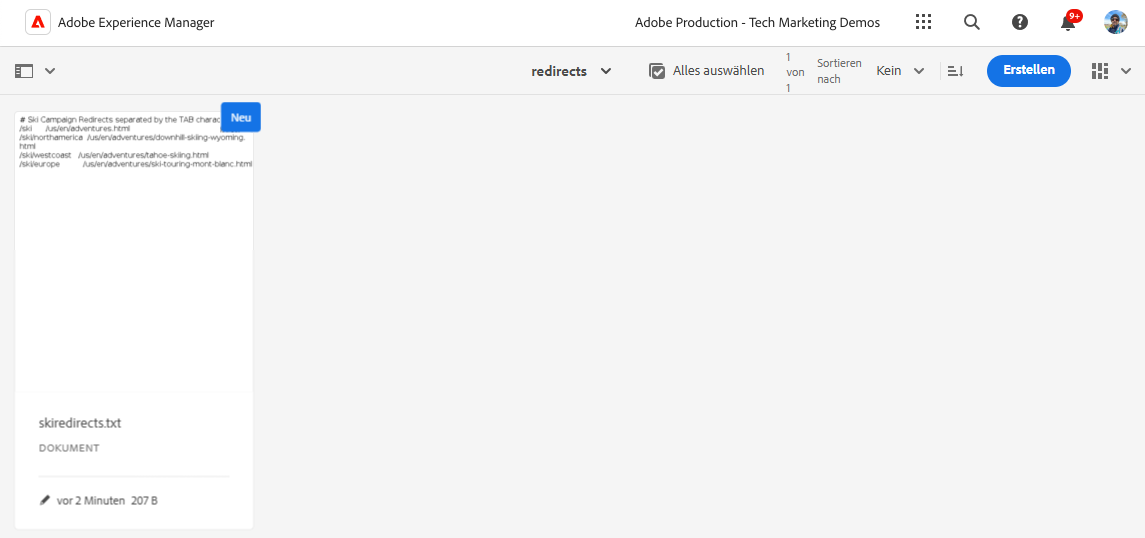 Adobe Experience Manager
Adobe Production - Tech Marketing Demos
9+
redirects
Alles auswählen
1
von
1
Sortieren
nach
Kein
Erstellen
Neu
# Ski Campaign Redirects separated by the TAB charac
/ski /us/en/adventures.html
/ski/northamerica /us/en/adventures/downhill-skiing-wyoming.
html
/ski/westcoast /us/en/adventures/tahoe-skiing.html
/ski/europe /us/en/adventures/ski-touring-mont-blanc.html
skiredirects.txt
DOKUMENT
vor 2 Minuten 207 B